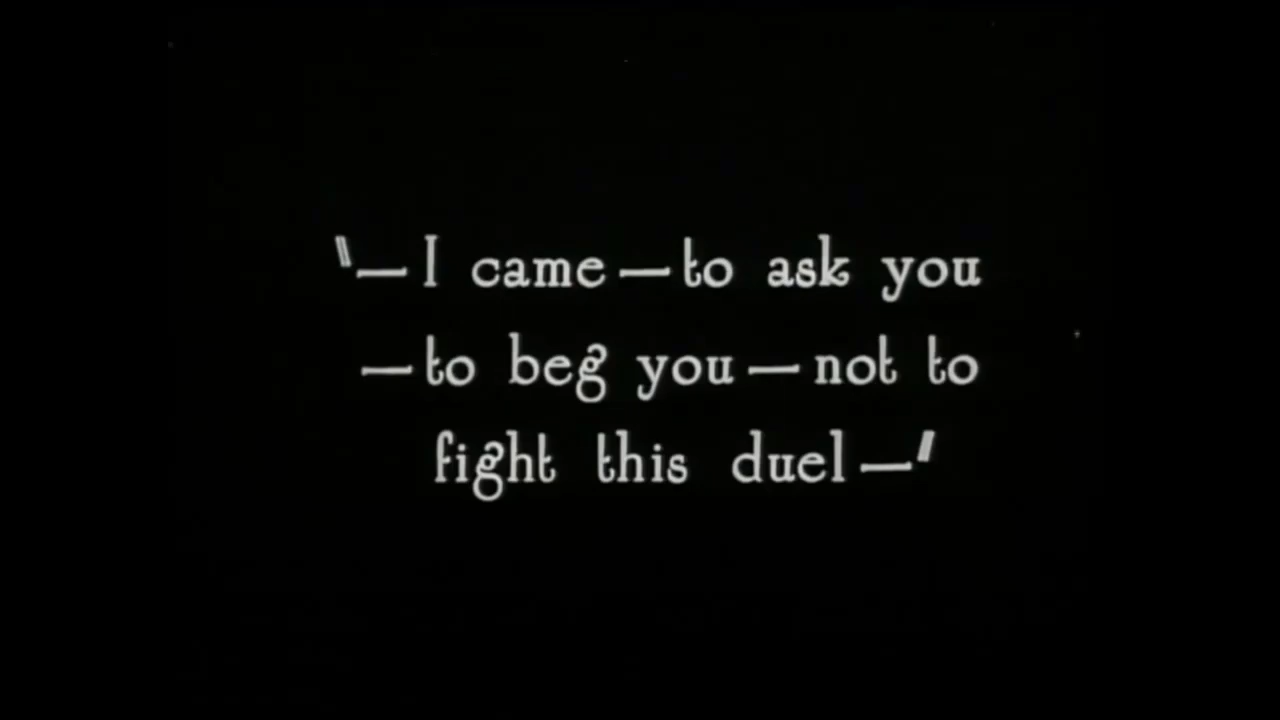 "—I came—to ask you
—to beg you—not to
fight this duel—"